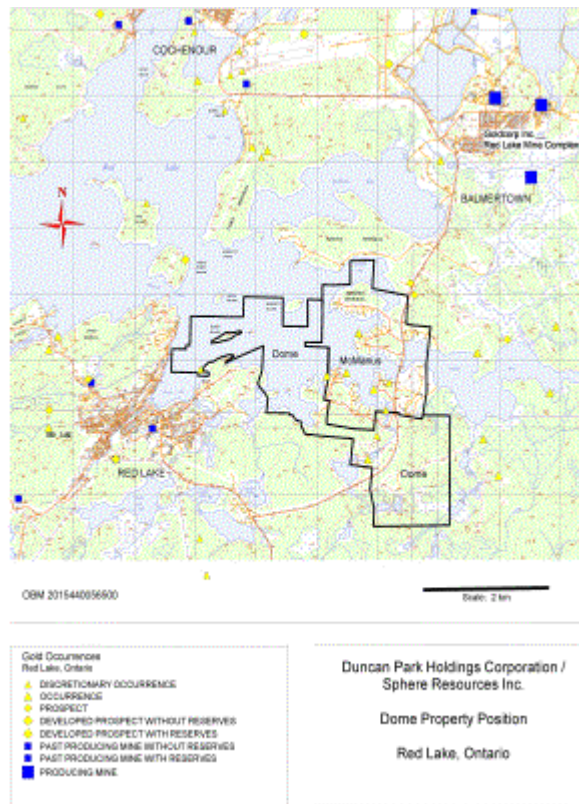 COCHENOUR
Goldcorp Inc.
Red Lake Mine Complex
BALMERTOWN
N
Dome
McManus
RED LAKE
Dome
OBM 2015440056600
Scale: 2 km
Gold Occurrences
Red Lake, Ontario
DISCRETIONARY OCCURRENCE
OCCURRENCE
PROSPECT
DEVELOPED PROSPECT WITHOUT RESERVES
DEVELOPED PROSPECT WITH RESERVES
PAST PRODUCING MINE WITHOUT RESERVES
PAST PRODUCING MINE WITH RESERVES
PRODUCING MINE
Duncan Park Holdings Corporation /
Sphere Resources Inc.
Dome Property Position
Red Lake, Ontario